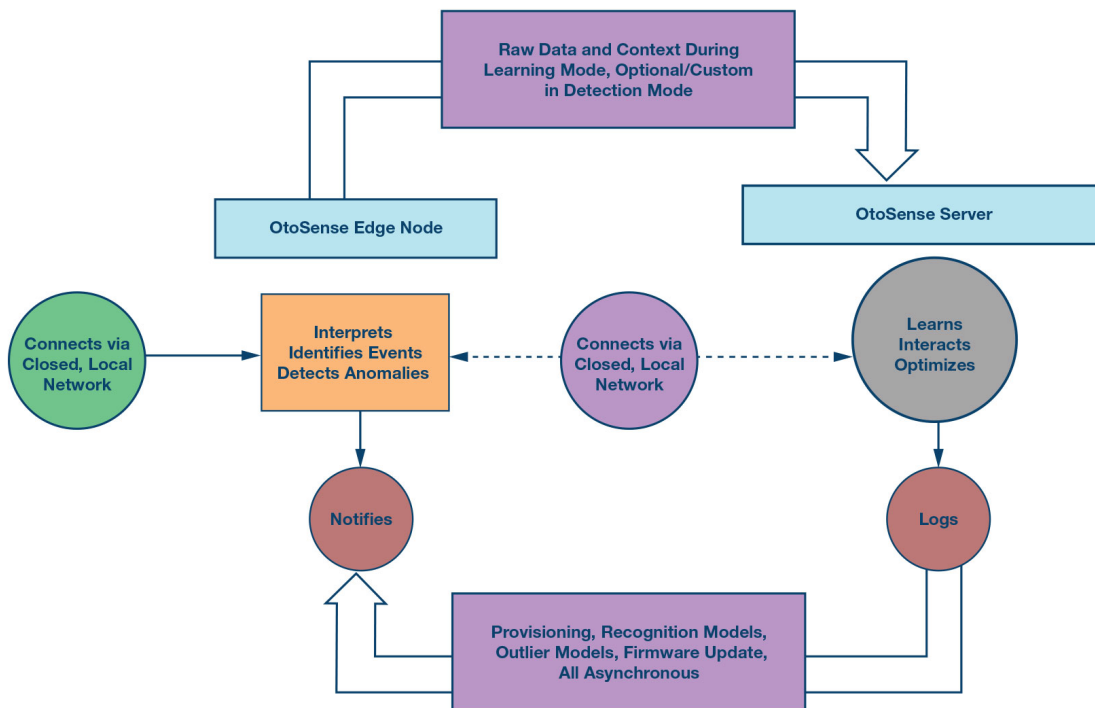 Raw Data and Context During
Learning Mode, Optional/Custom
in Detection Mode
OtoSense Edge Node
OtoSense Server
Connects via
Closed, Local
Network
Interprets
Identifies Events
Detects Anomalies
Connects via
Closed, Local
Network
Learns
Interacts
Optimizes
Notifies
Logs
Provisioning, Recognition Models,
Outlier Models, Firmware Update,
All Asynchronous